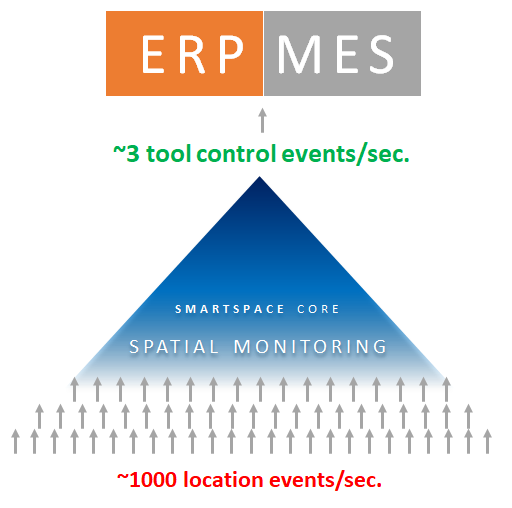 ERP MES
~3 tool control events/sec.
SMARTSPACE CORE
SPATIAL MONITORING
~1000 location events/sec.